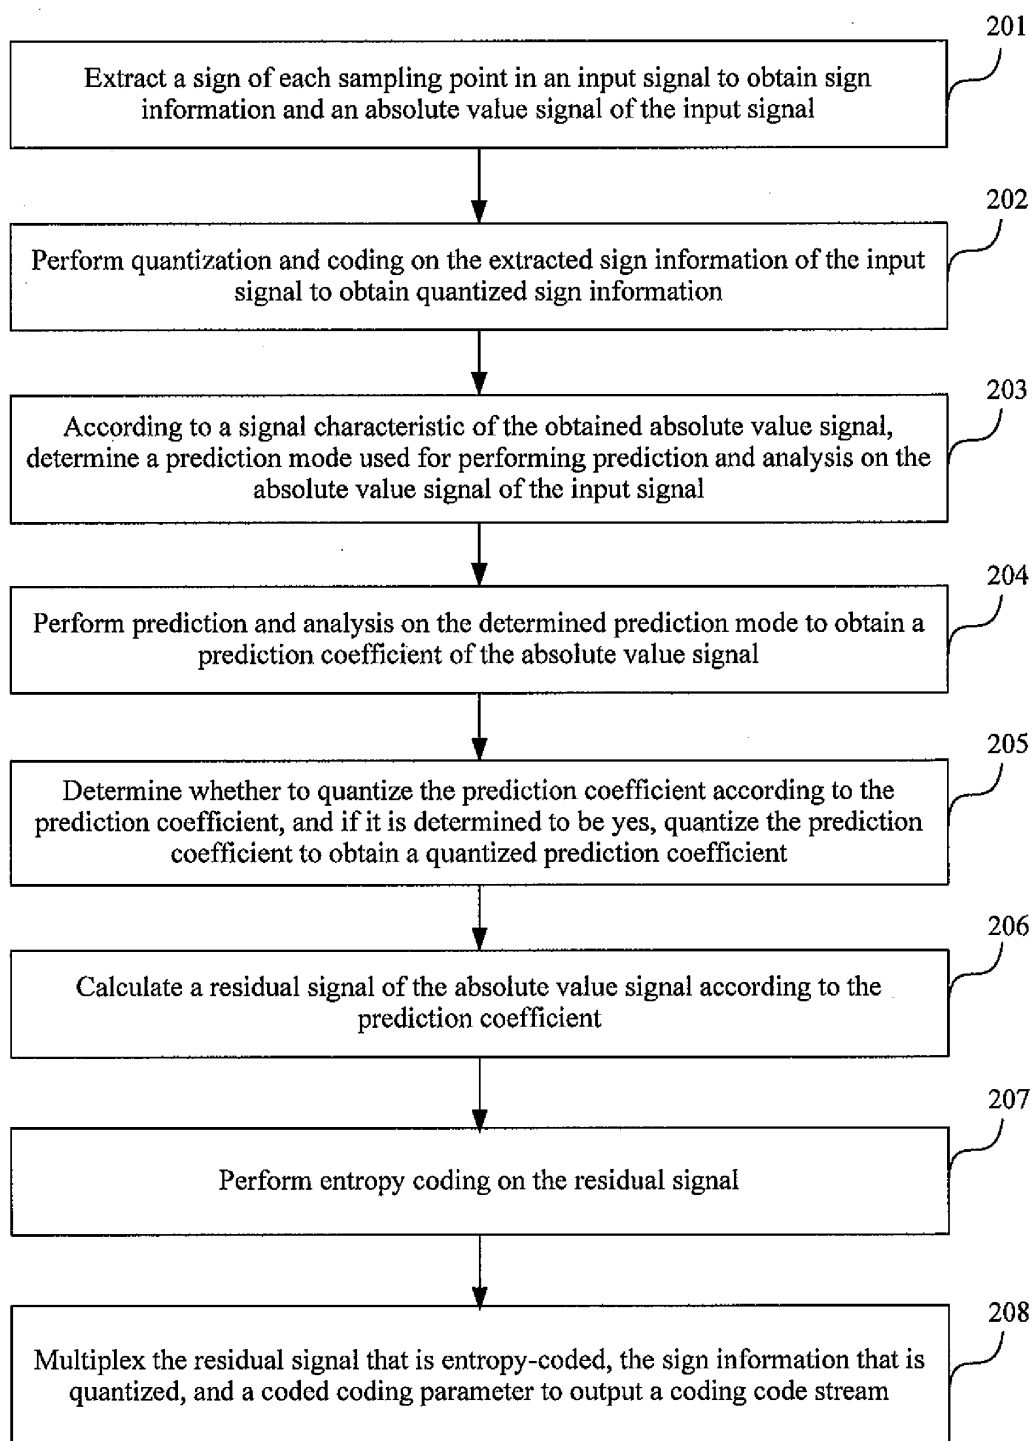 201
Extract a sign of each sampling point in an input signal to obtain sign
information and an absolute value signal of the input signal
202
Perform quantization and coding on the extracted sign information of the input
signal to obtain quantized sign information
203
According to a signal characteristic of the obtained absolute value signal,
determine a prediction mode used for performing prediction and analysis on the
absolute value signal of the input signal
204
Perform prediction and analysis on the determined prediction mode to obtain a
prediction coefficient of the absolute value signal
205
Determine whether to quantize the prediction coefficient according to the
prediction coefficient, and if it is determined to be yes, quantize the prediction
coefficient to obtain a quantized prediction coefficient
206
Calculate a residual signal of the absolute value signal according to the
prediction coefficient
207
Perform entropy coding on the residual signal
208
Multiplex the residual signal that is entropy-coded, the sign information that is
quantized, and a coded coding parameter to output a coding code stream